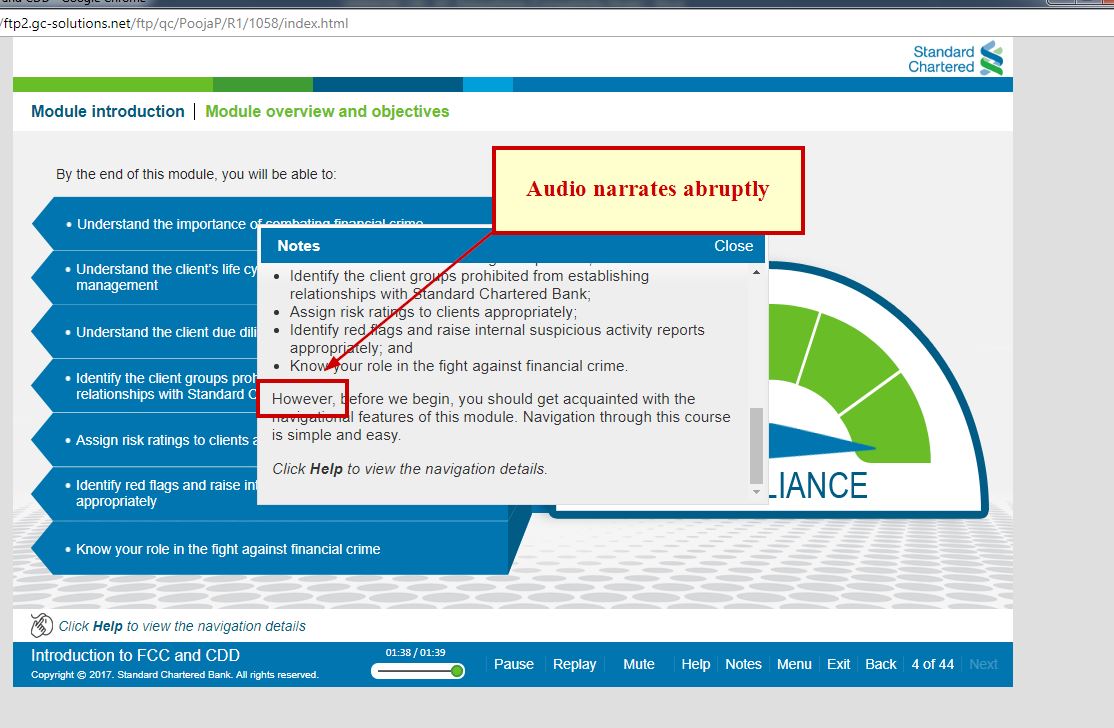 and CDD - Google Chrome
/ftp2.gc-solutions.net/ftp/qc/PoojaP/R1/1058/index.html
Standard
Chartered
Module introduction | Module overview and objectives
By the end of this module, you will be able to:
• Understand the importance of combating financial crime
• Understand the client's life cy
management
• Understand the client due dili
• Identify the client groups proh
relationships with Standard C
• Assign risk ratings to clients a
• Identify red flags and raise int
appropriately
• Know your role in the fight against financial crime
Audio narrates abruptly
Notes Close
• Identify the client groups prohibited from establishing
relationships with Standard Chartered Bank;
• Assign risk ratings to clients appropriately;
• Identify red flags and raise internal suspicious activity reports
appropriately; and
• Know your role in the fight against financial crime.
However, before we begin, you should get acquainted with the
navigational features of this module. Navigation through this course
is simple and easy.
Click Help to view the navigation details.
LIANCE
Click Help to view the navigation details
Introduction to FCC and CDD
Copyright © 2017. Standard Chartered Bank. All rights reserved.
01:38 / 01:39
Pause Replay Mute Help Notes Menu Exit Back 4 of 44 Next